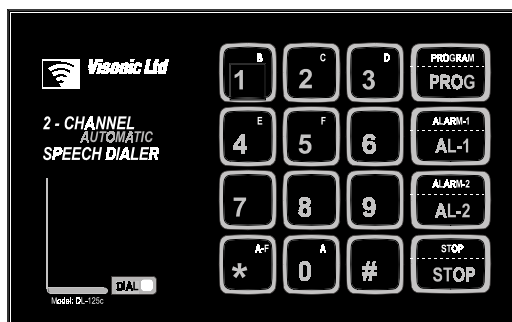 Visonic Ltd
2 - CHANNEL
AUTOMATIC
SPEECH DIALER
DIAL
Model: DL-125c
B
1
C
2
D
3
PROGRAM
PROG
E
4
F
5
6
ALARM-1
AL-1
7
8
9
ALARM-2
AL-2
A-F
*
A
0
#
STOP
STOP